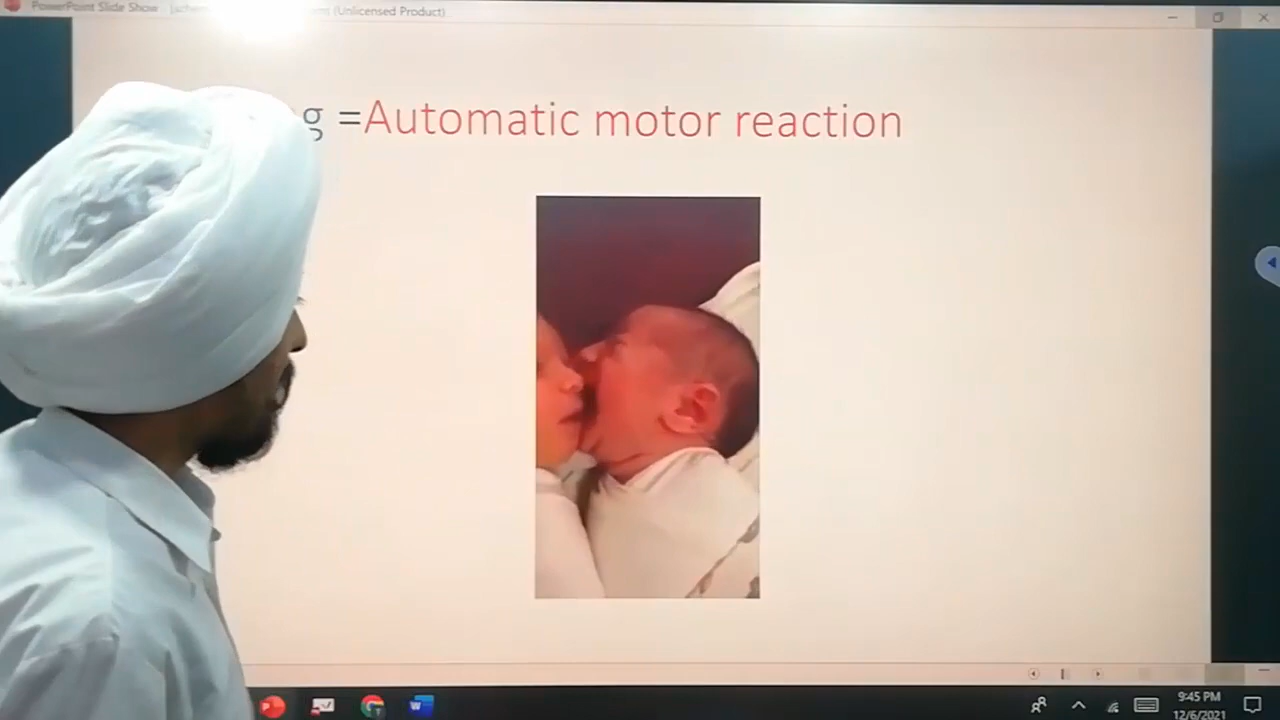 PowerPoint Slide Show (Unlicensed Product)
g =Automatic motor reaction
9:45 PM
12/6/2021